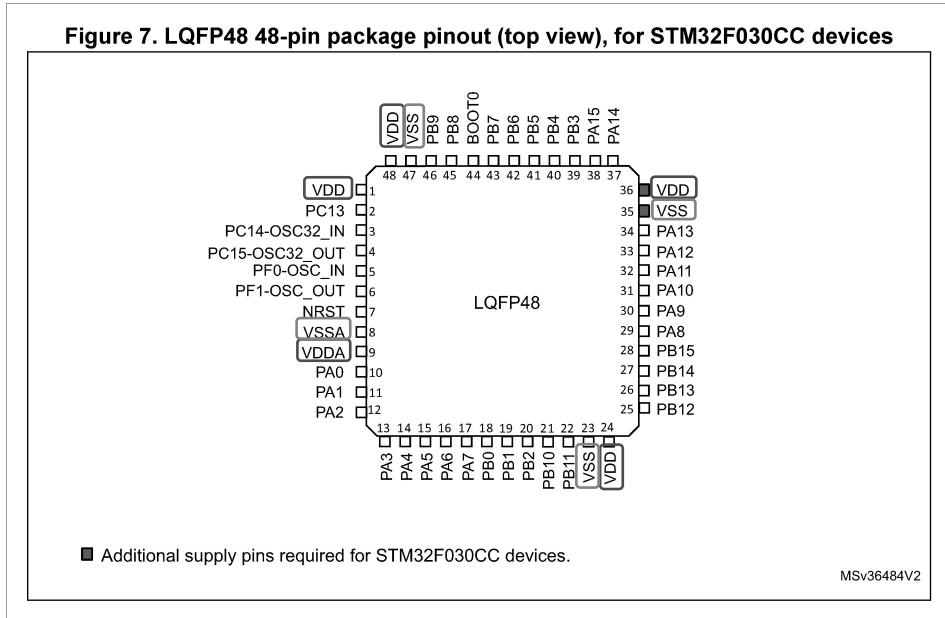 Figure 7. LQFP48 48-pin package pinout (top view), for STM32F030CC devices
VDD VSS PB9 PB8 BOOT0 PB7 PB6 PB5 PB4 PB3 PA15 PA14
48 47 46 45 44 43 42 41 40 39 38 37
VDD 1 36 VDD
PC13 2 35 VSS
PC14-OSC32_IN 3 34 PA13
PC15-OSC32_OUT 4 33 PA12
PF0-OSC_IN 5 32 PA11
PF1-OSC_OUT 6 31 PA10
LQFP48
NRST 7 30 PA9
VSSA 8 29 PA8
VDDA 9 28 PB15
PA0 10 27 PB14
PA1 11 26 PB13
PA2 12 25 PB12
13 14 15 16 17 18 19 20 21 22 23 24
PA3 PA4 PA5 PA6 PA7 PB0 PB1 PB2 PB10 PB11 VSS VDD
Additional supply pins required for STM32F030CC devices.
MSv36484V2